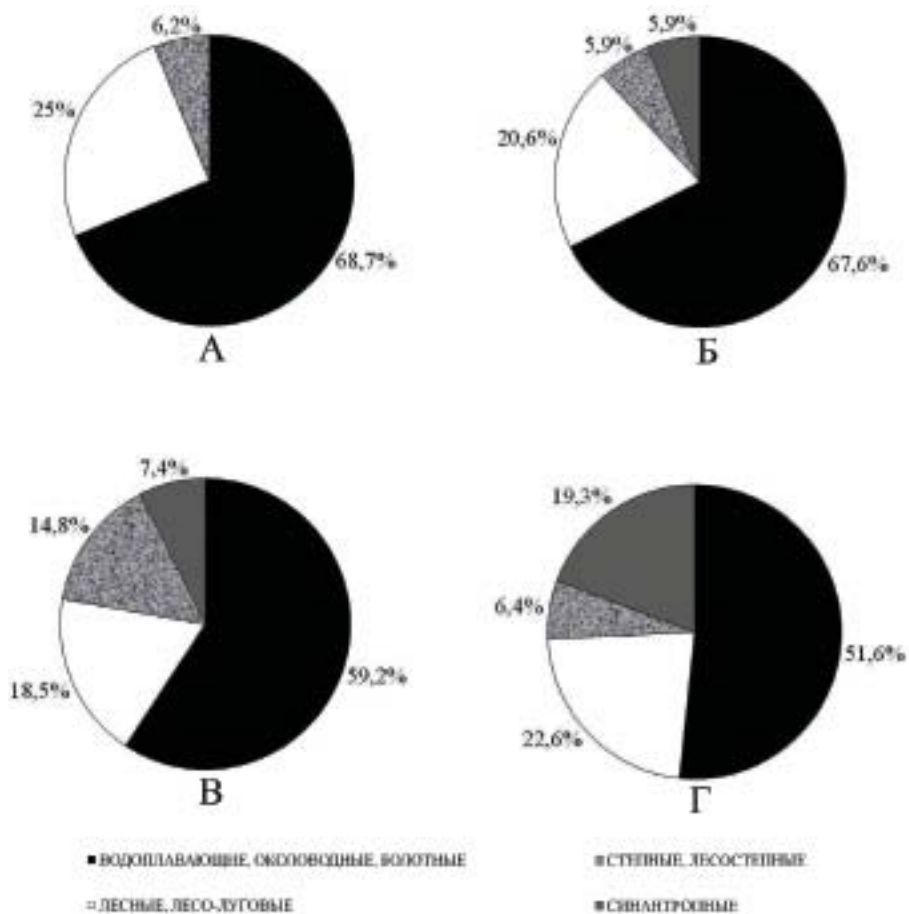 6,2%
25%
68,7%
А
5,9%
5,9%
20,6%
67,6%
Б
7,4%
14,8%
18,5%
59,2%
В
19,3%
6,4%
22,6%
51,6%
Г
ВОДОПЛАВАЮЩИЕ, ОКОЛОВОДНЫЕ, БОЛОТНЫЕ
СТЕПНЫЕ, ЛЕСОСТЕПНЫЕ
ЛЕСНЫЕ, ЛЕСО-ЛУГОВЫЕ
СИНАНТРОПНЫЕ